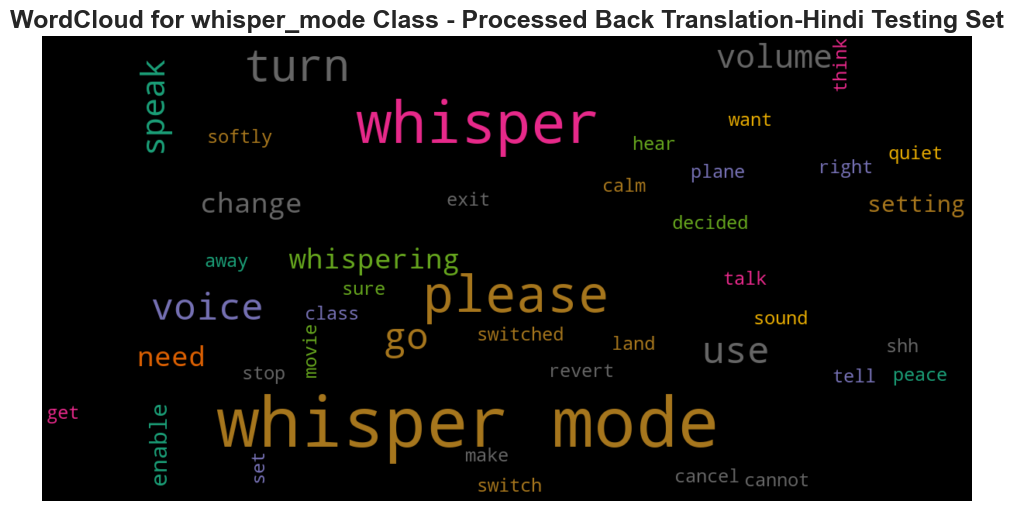 WordCloud for whisper_mode Class - Processed Back Translation-Hindi Testing Set
turn
volume
think
speak
whisper
want
softly
hear
quiet
plane
right
calm
change
exit
setting
decided
away
whispering
talk
sure
please
voice
class
sound
movie
go
switched
land
use
shh
need
stop
revert
tell
peace
get
enable
whisper mode
set
make
switch
cancel
cannot